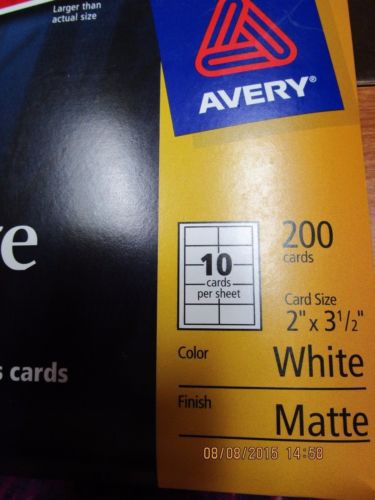 Larger than
actual size
AVERY®
200
cards
10
cards
per sheet
Card Size
2" x 3 1/2"
Color
White
s cards
Finish
Matte
08/08/2015 14:58